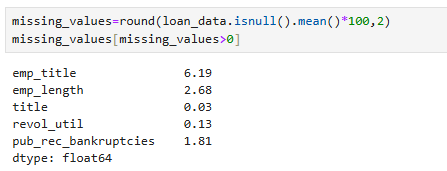 missing_values=round(loan_data.isnull().mean()*100,2)
missing_values[missing_values>0]
emp_title 6.19
emp_length 2.68
title 0.03
revol_util 0.13
pub_rec_bankruptcies 1.81
dtype: float64